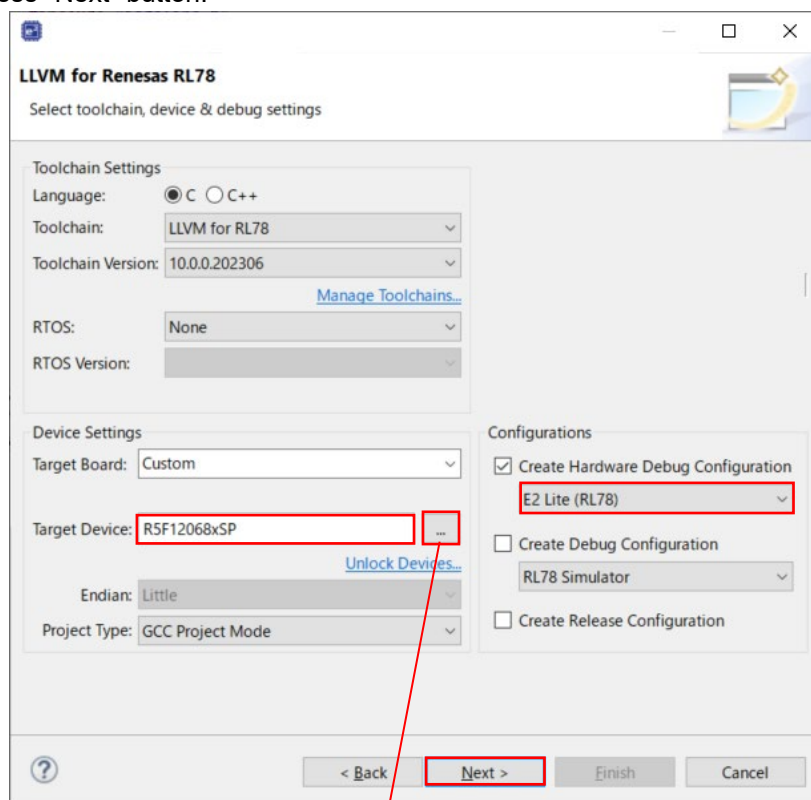 LLVM for Renesas RL78
Select toolchain, device & debug settings
Toolchain Settings
Language: C C++
Toolchain: LLVM for RL78
Toolchain Version: 10.0.0.202306
Manage Toolchains...
RTOS: None
RTOS Version:
Device Settings
Target Board: Custom
Target Device: R5F12068xSP ...
Unlock Devices...
Endian: Little
Project Type: GCC Project Mode
Configurations
Create Hardware Debug Configuration
E2 Lite (RL78)
Create Debug Configuration
RL78 Simulator
Create Release Configuration
? < Back Next > Finish Cancel